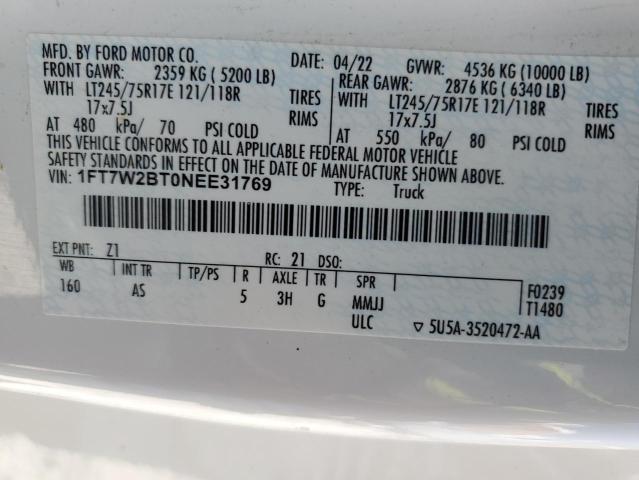 MFD. BY FORD MOTOR CO.
DATE: 04/22 GVWR: 4536 KG (10000 LB)
FRONT GAWR: 2359 KG (5200 LB) REAR GAWR: 2876 KG (6340 LB)
WITH LT245/75R17E 121/118R TIRES WITH LT245/75R17E 121/118R TIRES
17x7.5J RIMS 17x7.5J RIMS
AT 480 kPa/ 70 PSI COLD AT 550 kPa/ 80 PSI COLD
THIS VEHICLE CONFORMS TO ALL APPLICABLE FEDERAL MOTOR VEHICLE
SAFETY STANDARDS IN EFFECT ON THE DATE OF MANUFACTURE SHOWN ABOVE.
VIN: 1FT7W2BT0NEE31769 TYPE: Truck
EXT PNT: Z1 RC: 21 DSO:
WB INT TR TP/PS R AXLE TR SPR
160 AS 5 3H G MMJJ
ULC
F0239
T1480
▽ 5U5A-3520472-AA